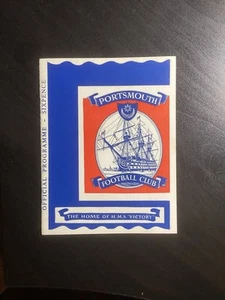 OFFICIAL PROGRAMME - SIXPENCE
PORTSMOUTH
FOOTBALL CLUB
THE HOME OF H.M.S. "VICTORY"